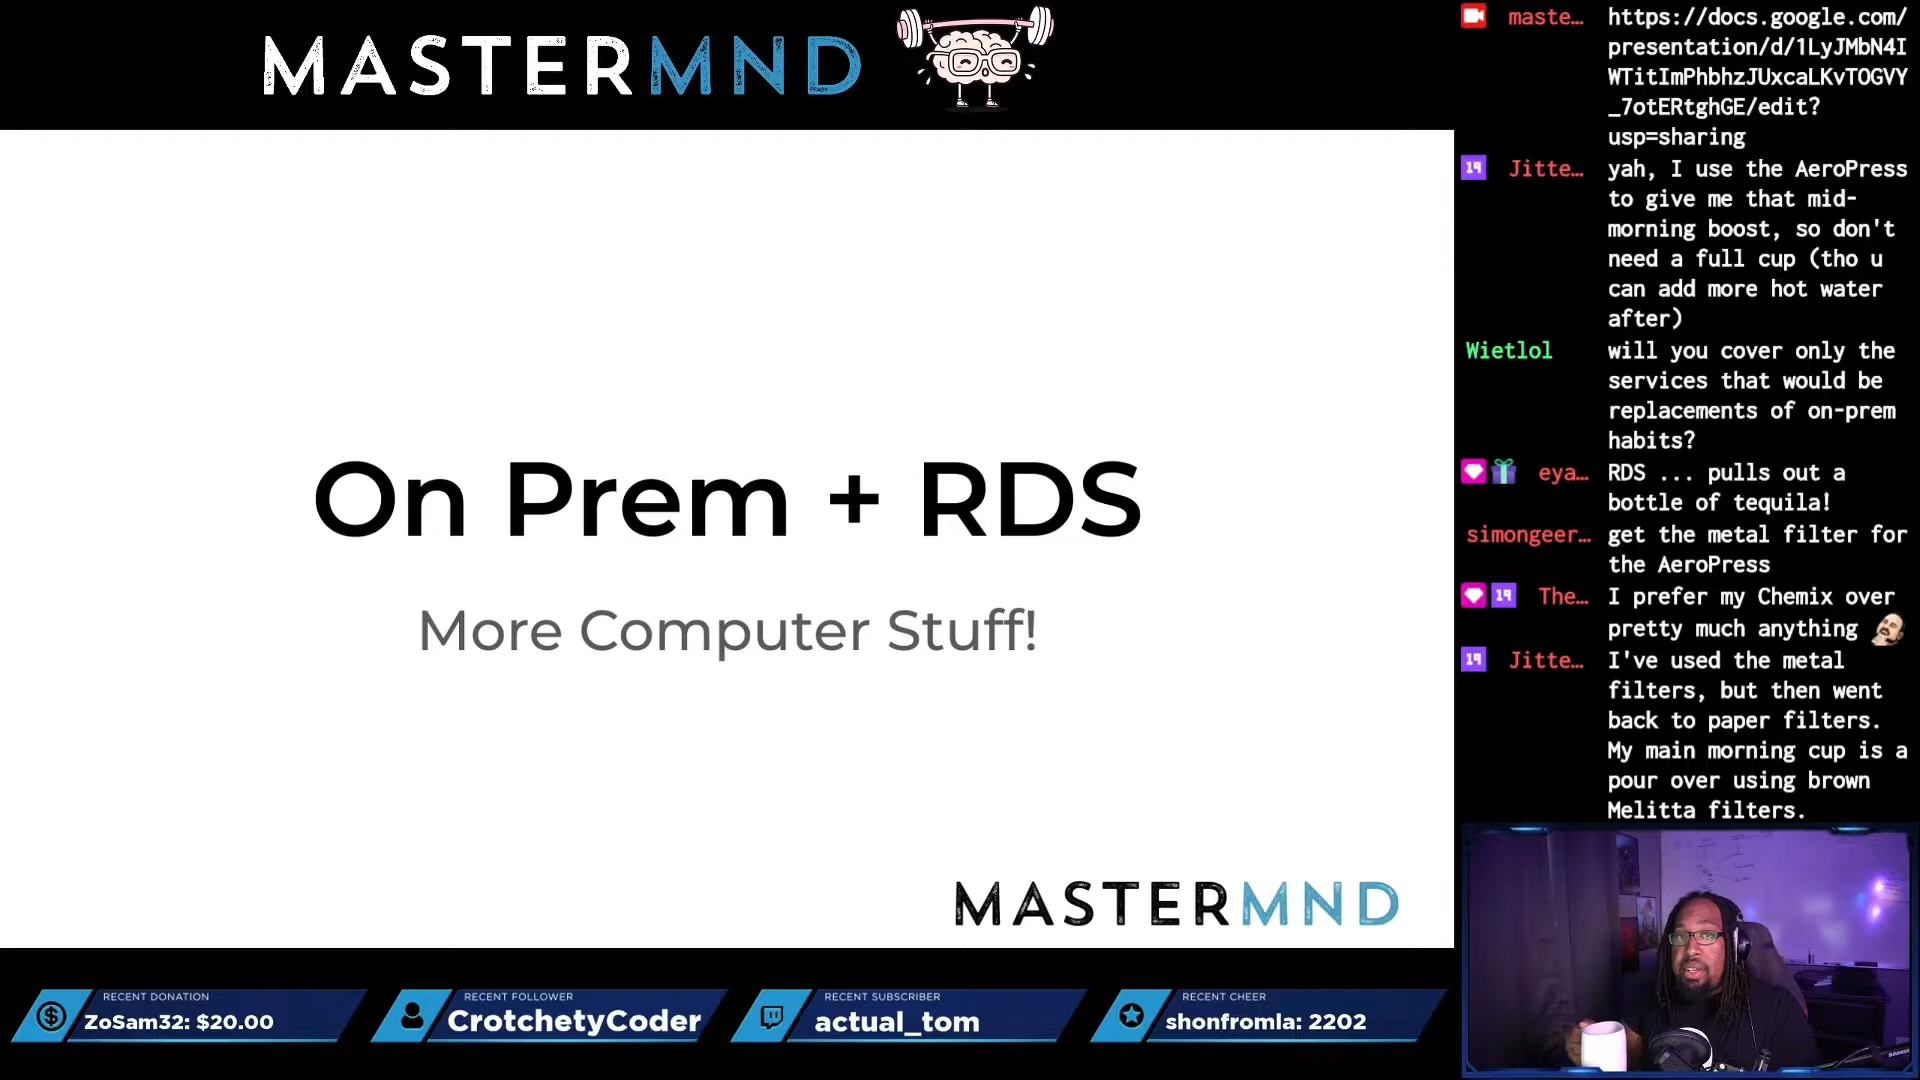 MASTERMND
On Prem + RDS
More Computer Stuff!
MASTERMND
maste… https://docs.google.com/
presentation/d/1LyJMbN4I
WTitImPhbhzJUxcaLKvTOGVY
_7otERtghGE/edit?
usp=sharing
19 Jitte… yah, I use the AeroPress
to give me that mid-
morning boost, so don't
need a full cup (tho u
can add more hot water
after)
Wietlol will you cover only the
services that would be
replacements of on-prem
habits?
eya… RDS ... pulls out a
bottle of tequila!
simongeer… get the metal filter for
the AeroPress
19 The… I prefer my Chemix over
pretty much anything
19 Jitte… I've used the metal
filters, but then went
back to paper filters.
My main morning cup is a
pour over using brown
Melitta filters.
RECENT DONATION
ZoSam32: $20.00
RECENT FOLLOWER
CrotchetyCoder
RECENT SUBSCRIBER
actual_tom
RECENT CHEER
shonfromla: 2202